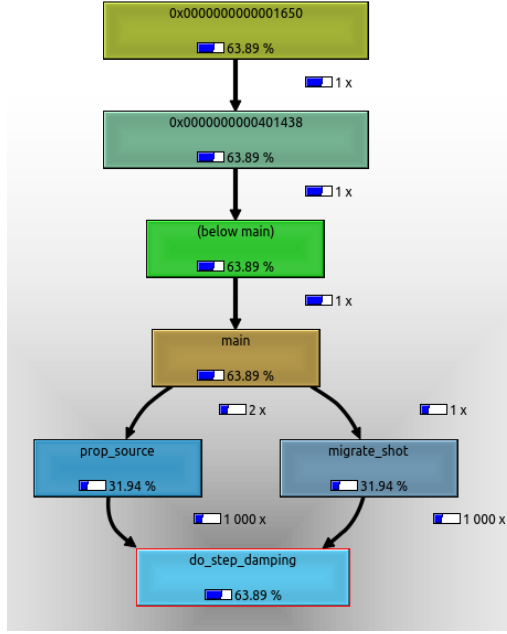 0x0000000000001650
63.89 %
1 x
0x0000000000401438
63.89 %
1 x
(below main)
63.89 %
1 x
main
63.89 %
2 x
1 x
prop_source
31.94 %
migrate_shot
31.94 %
1 000 x
1 000 x
do_step_damping
63.89 %